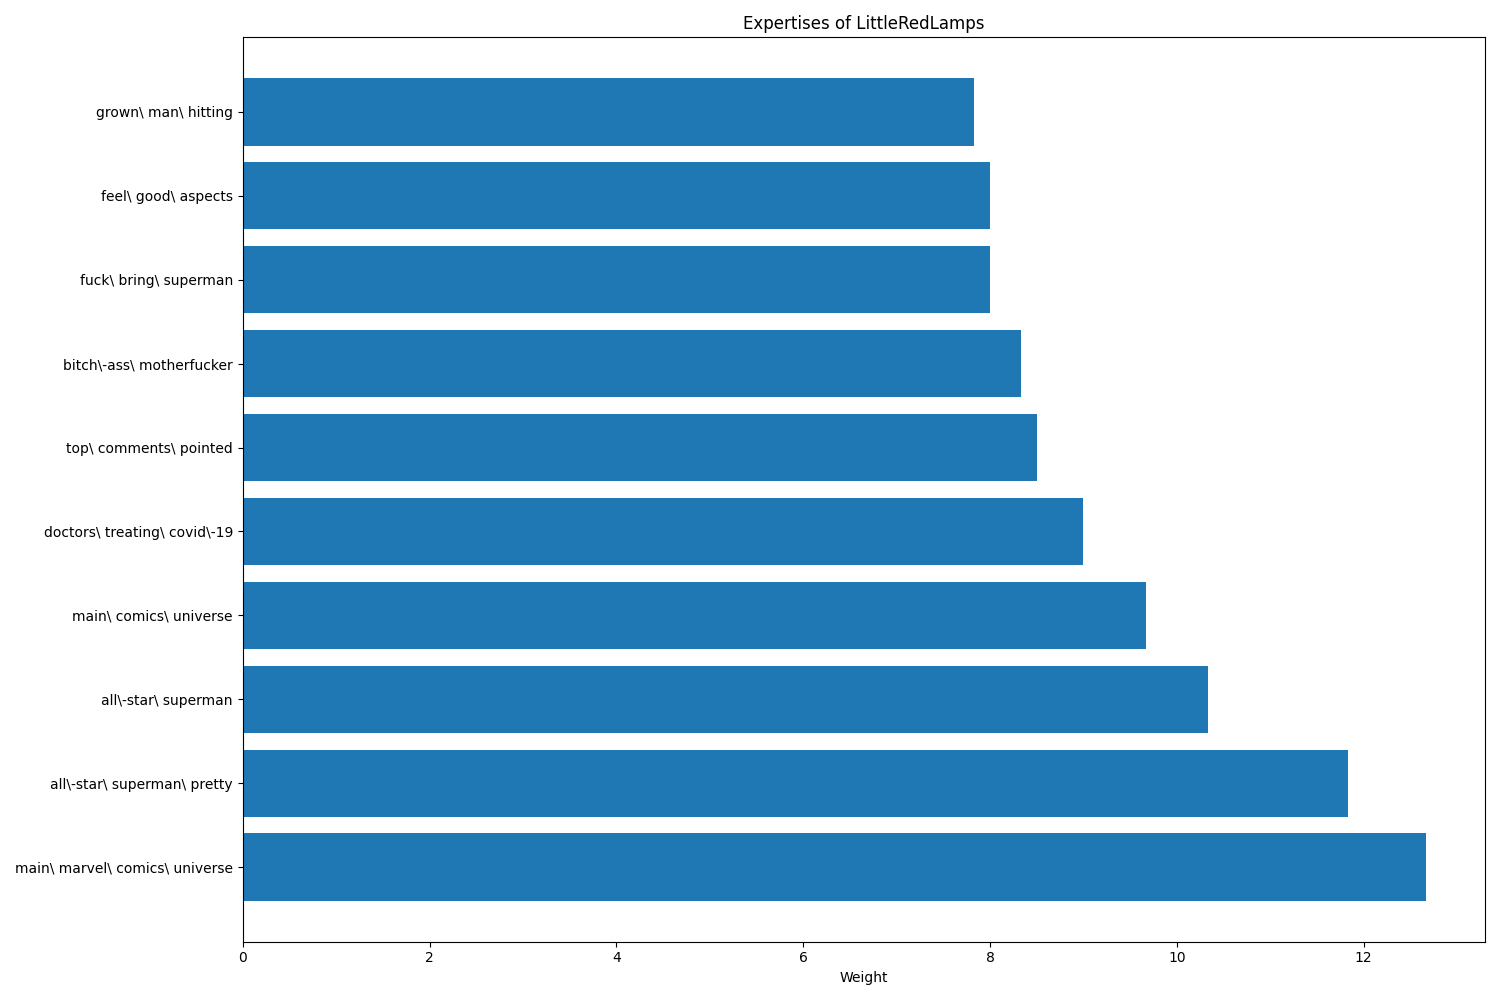 Expertises of LittleRedLamps
grown\ man\ hitting
feel\ good\ aspects
fuck\ bring\ superman
bitch\-ass\ motherfucker
top\ comments\ pointed
doctors\ treating\ covid\-19
main\ comics\ universe
all\-star\ superman
all\-star\ superman\ pretty
main\ marvel\ comics\ universe
0 2 4 6 8 10 12
Weight